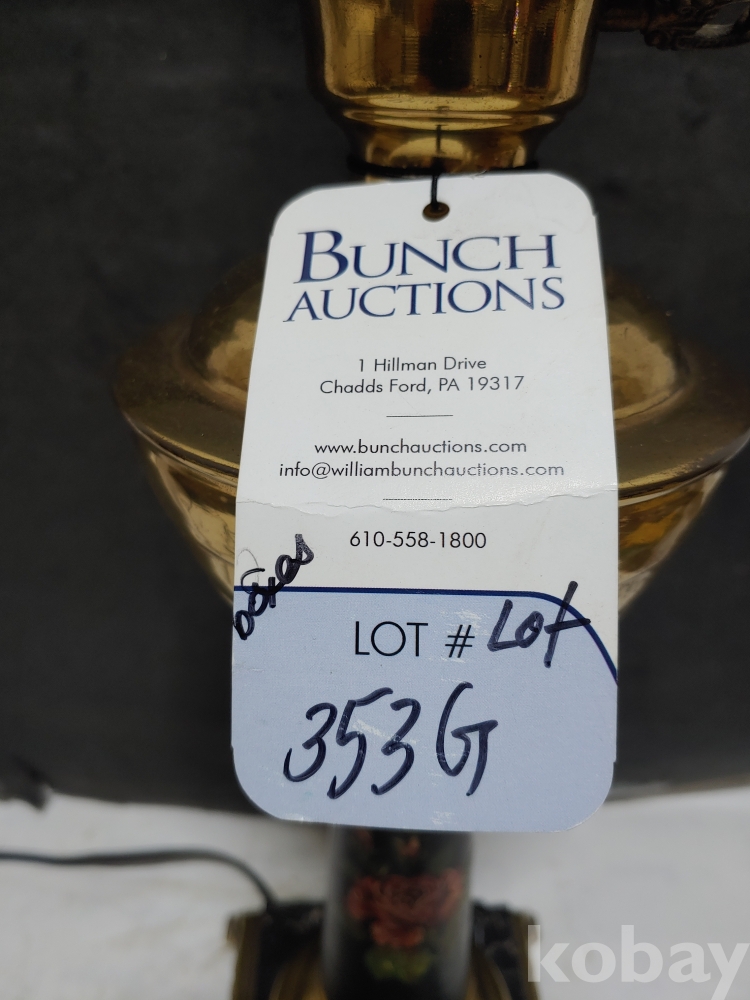 BUNCH
AUCTIONS
1 Hillman Drive
Chadds Ford, PA 19317
www.bunchauctions.com
info@williambunchauctions.com
610-558-1800
LOT # Lot
353G
kobay